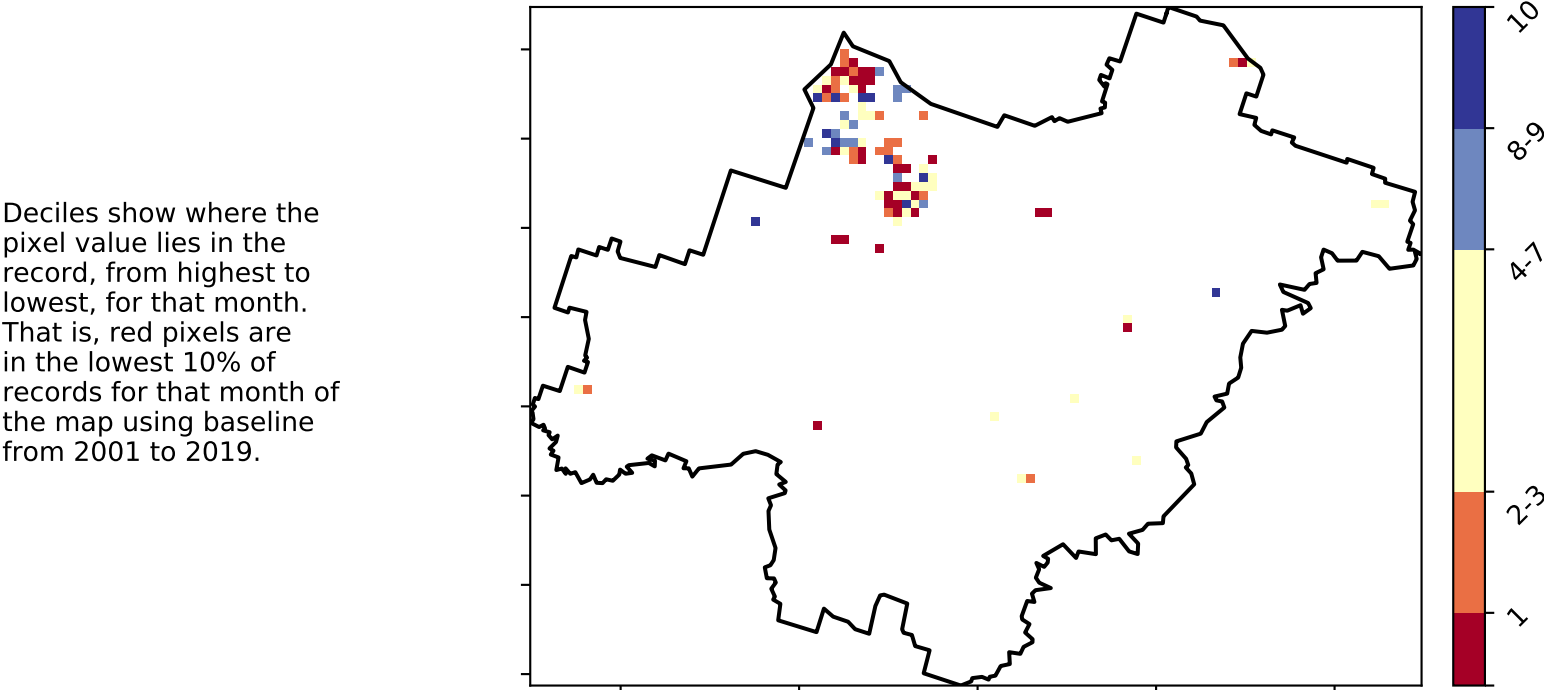 Deciles show where the
pixel value lies in the
record, from highest to
lowest, for that month.
That is, red pixels are
in the lowest 10% of
records for that month of
the map using baseline
from 2001 to 2019.
10
8-9
4-7
2-3
1